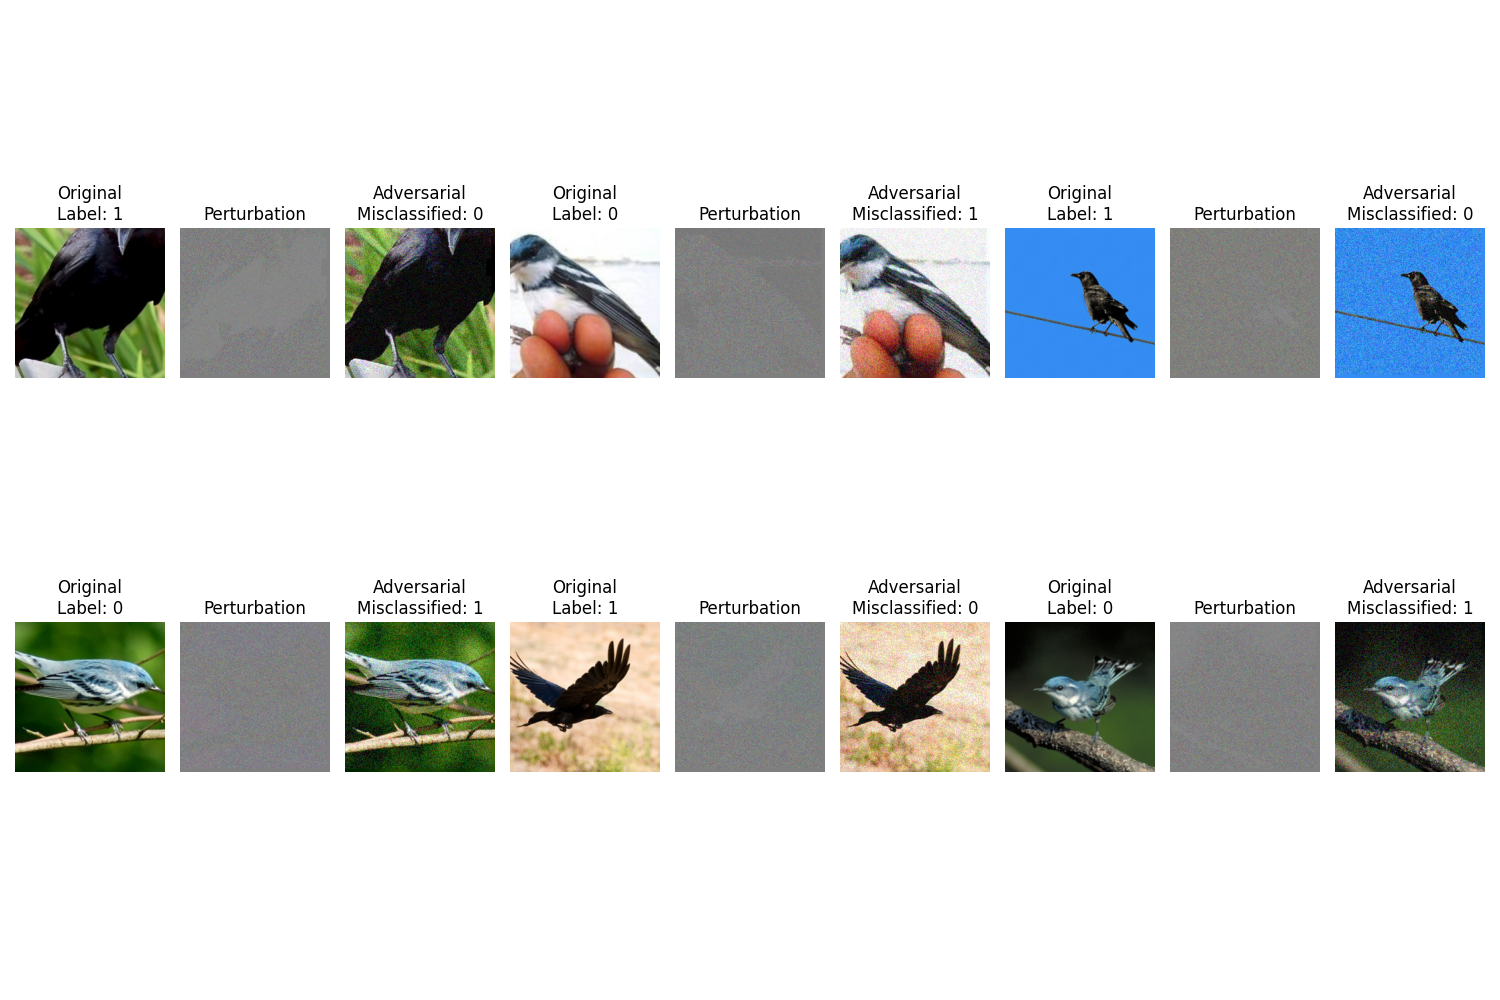 Original
Label: 1
Perturbation
Adversarial
Misclassified: 0
Original
Label: 0
Perturbation
Adversarial
Misclassified: 1
Original
Label: 1
Perturbation
Adversarial
Misclassified: 0
Original
Label: 0
Perturbation
Adversarial
Misclassified: 1
Original
Label: 1
Perturbation
Adversarial
Misclassified: 0
Original
Label: 0
Perturbation
Adversarial
Misclassified: 1